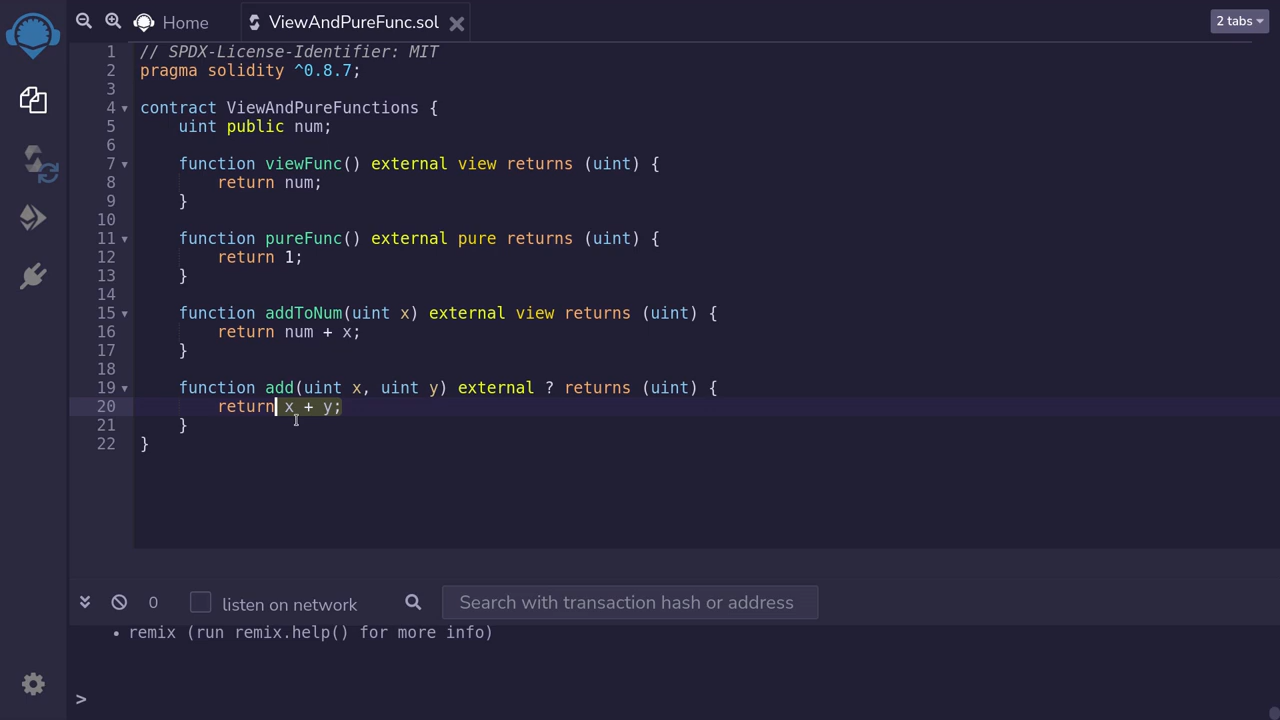 Home
ViewAndPureFunc.sol
2 tabs
1 // SPDX-License-Identifier: MIT
2 pragma solidity ^0.8.7;
3
4 contract ViewAndPureFunctions {
5     uint public num;
6
7     function viewFunc() external view returns (uint) {
8         return num;
9     }
10
11     function pureFunc() external pure returns (uint) {
12         return 1;
13     }
14
15     function addToNum(uint x) external view returns (uint) {
16         return num + x;
17     }
18
19     function add(uint x, uint y) external ? returns (uint) {
20         return x + y;
21     }
22 }
0
listen on network
Search with transaction hash or address
• remix (run remix.help() for more info)
>